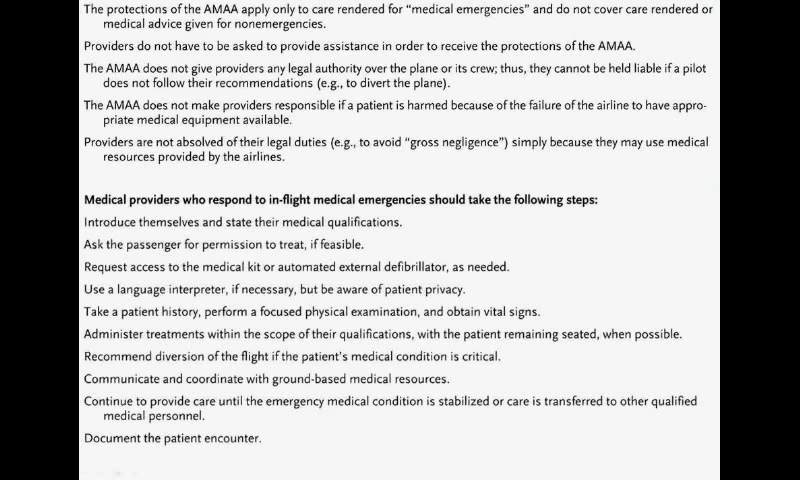 The protections of the AMAA apply only to care rendered for “medical emergencies” and do not cover care rendered or
medical advice given for nonemergencies.
Providers do not have to be asked to provide assistance in order to receive the protections of the AMAA.
The AMAA does not give providers any legal authority over the plane or its crew; thus, they cannot be held liable if a pilot
does not follow their recommendations (e.g., to divert the plane).
The AMAA does not make providers responsible if a patient is harmed because of the failure of the airline to have appro-
priate medical equipment available.
Providers are not absolved of their legal duties (e.g., to avoid “gross negligence”) simply because they may use medical
resources provided by the airlines.
Medical providers who respond to in-flight medical emergencies should take the following steps:
Introduce themselves and state their medical qualifications.
Ask the passenger for permission to treat, if feasible.
Request access to the medical kit or automated external defibrillator, as needed.
Use a language interpreter, if necessary, but be aware of patient privacy.
Take a patient history, perform a focused physical examination, and obtain vital signs.
Administer treatments within the scope of their qualifications, with the patient remaining seated, when possible.
Recommend diversion of the flight if the patient’s medical condition is critical.
Communicate and coordinate with ground-based medical resources.
Continue to provide care until the emergency medical condition is stabilized or care is transferred to other qualified
medical personnel.
Document the patient encounter.